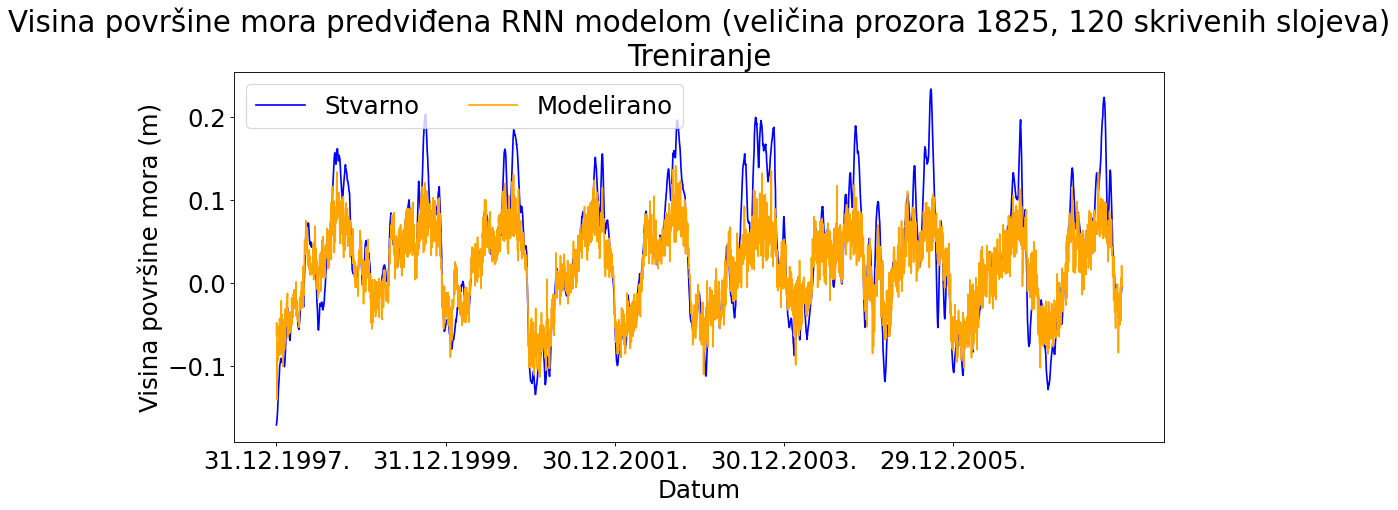 Visina površine mora predviđena RNN modelom (veličina prozora 1825, 120 skrivenih slojeva)
Treniranje
Stvarno Modelirano
Visina površine mora (m)
0.2
0.1
0.0
−0.1
31.12.1997. 31.12.1999. 30.12.2001. 30.12.2003. 29.12.2005.
Datum